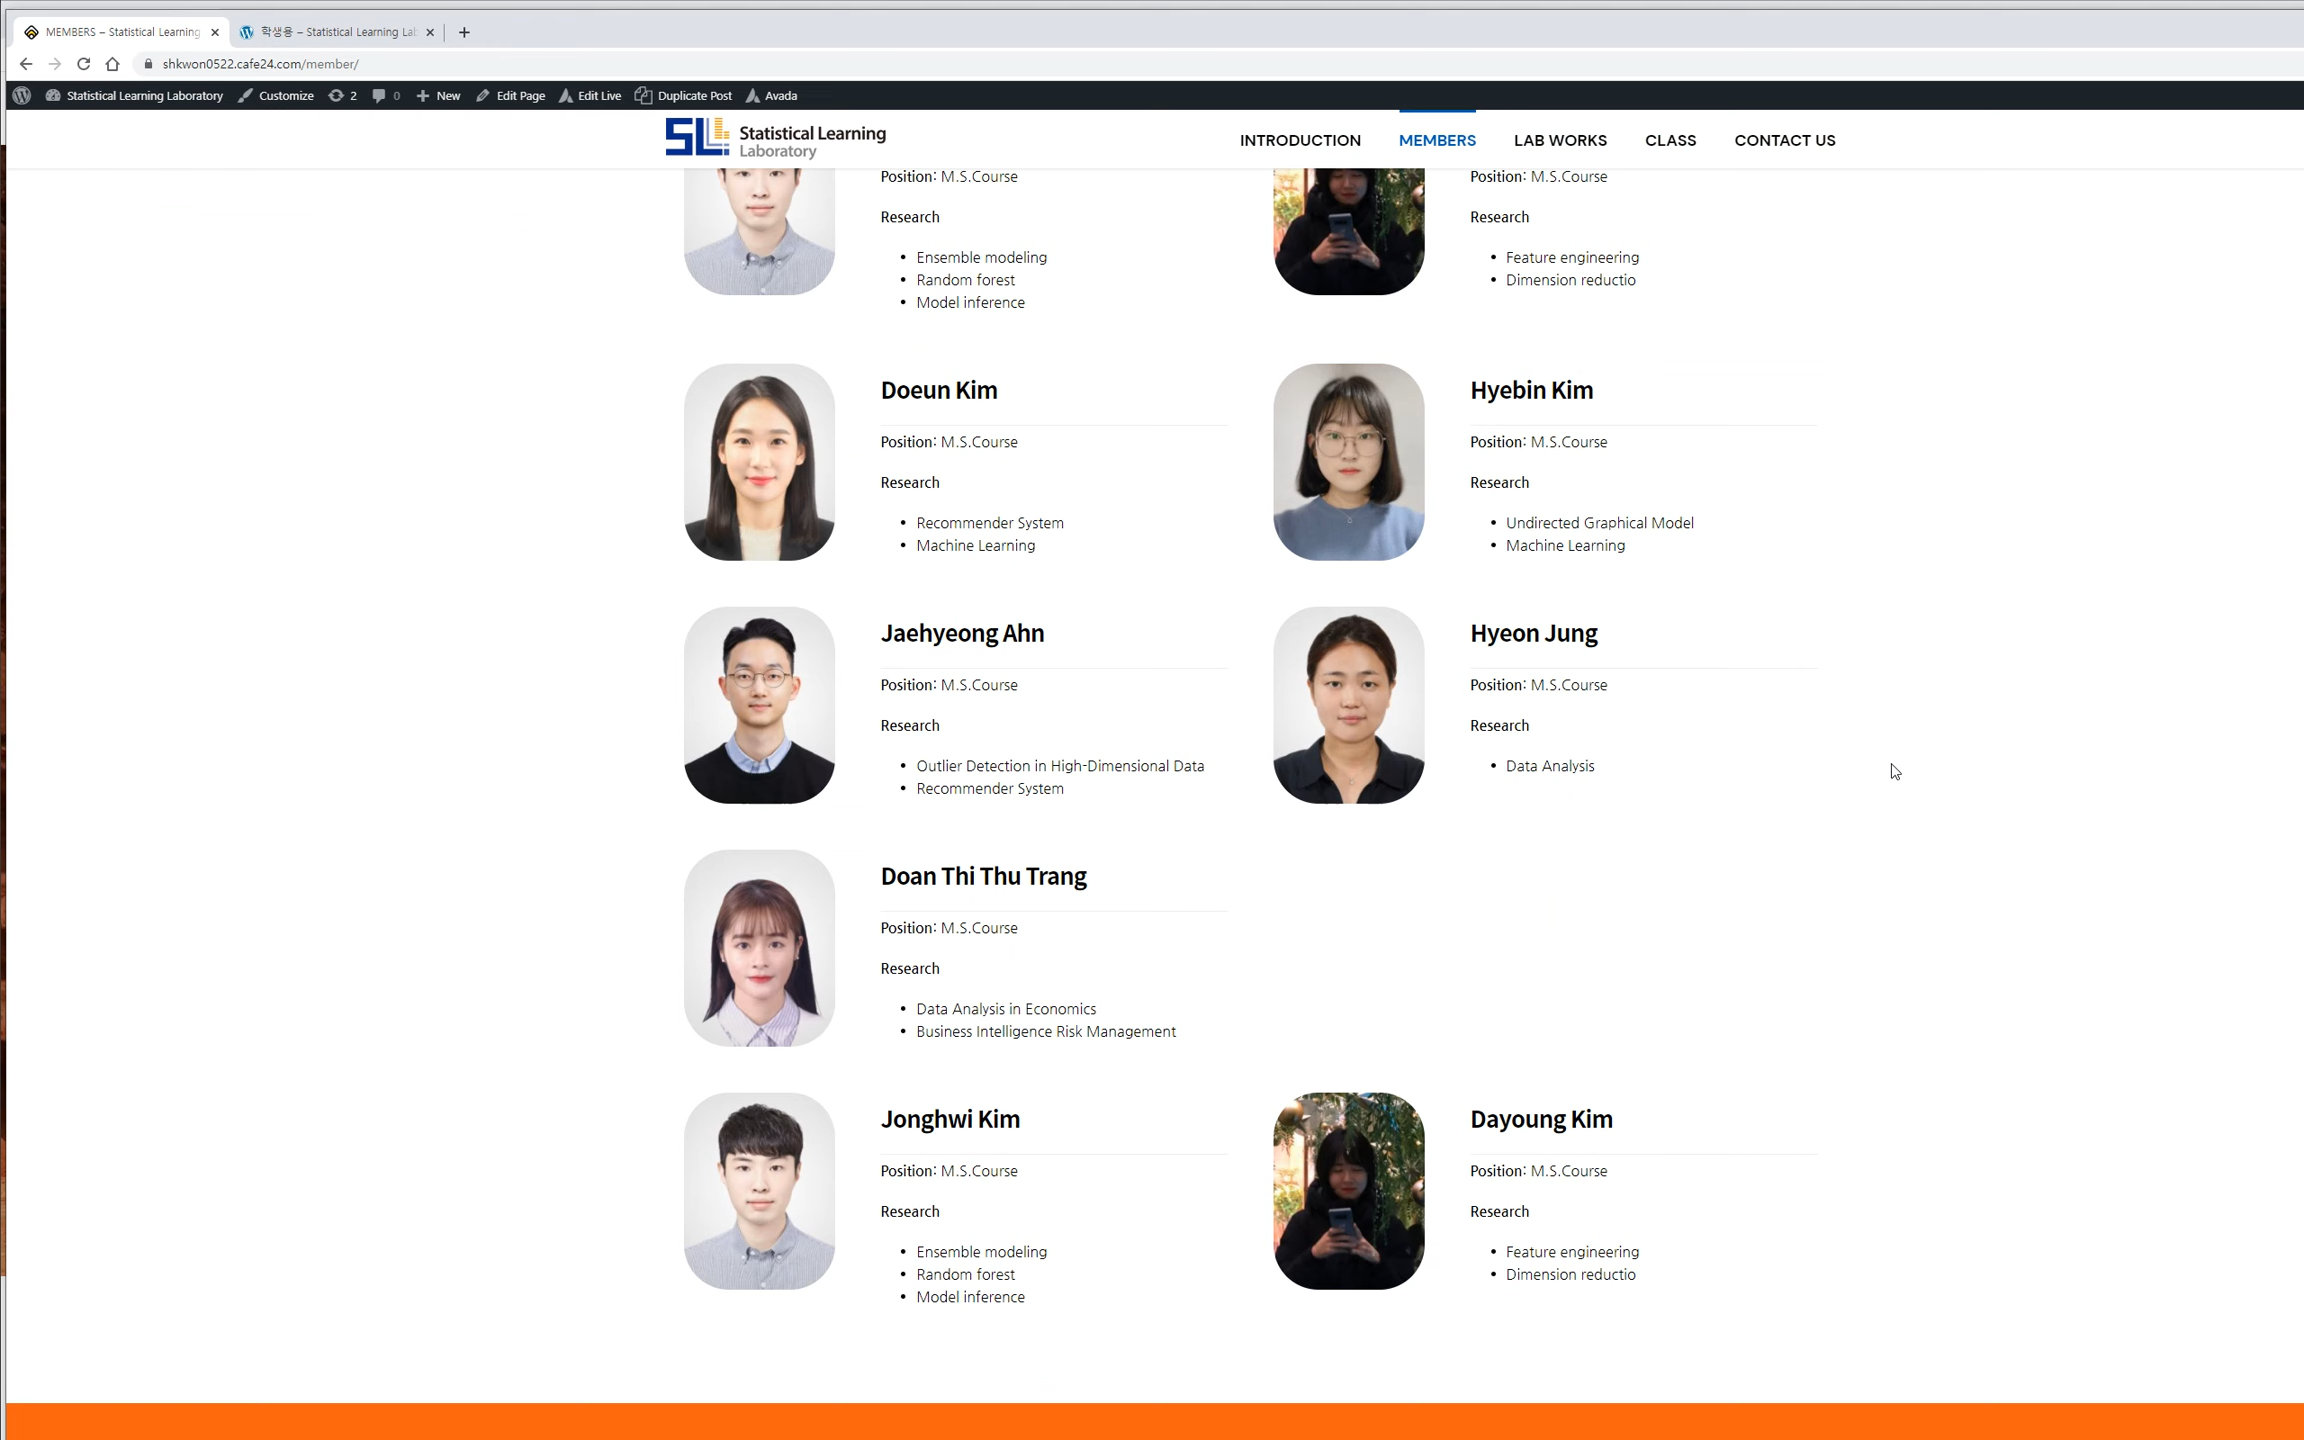 MEMBERS – Statistical Learning
학생용 – Statistical Learning La
shkwon0522.cafe24.com/member/
Statistical Learning Laboratory Customize 2 0 New Edit Page Edit Live Duplicate Post Avada
SLL Statistical Learning
Laboratory
INTRODUCTION MEMBERS LAB WORKS CLASS CONTACT US
Position: M.S.Course
Research
• Ensemble modeling
• Random forest
• Model inference
Position: M.S.Course
Research
• Feature engineering
• Dimension reductio
Doeun Kim
Position: M.S.Course
Research
• Recommender System
• Machine Learning
Hyebin Kim
Position: M.S.Course
Research
• Undirected Graphical Model
• Machine Learning
Jaehyeong Ahn
Position: M.S.Course
Research
• Outlier Detection in High-Dimensional Data
• Recommender System
Hyeon Jung
Position: M.S.Course
Research
• Data Analysis
Doan Thi Thu Trang
Position: M.S.Course
Research
• Data Analysis in Economics
• Business Intelligence Risk Management
Jonghwi Kim
Position: M.S.Course
Research
• Ensemble modeling
• Random forest
• Model inference
Dayoung Kim
Position: M.S.Course
Research
• Feature engineering
• Dimension reductio